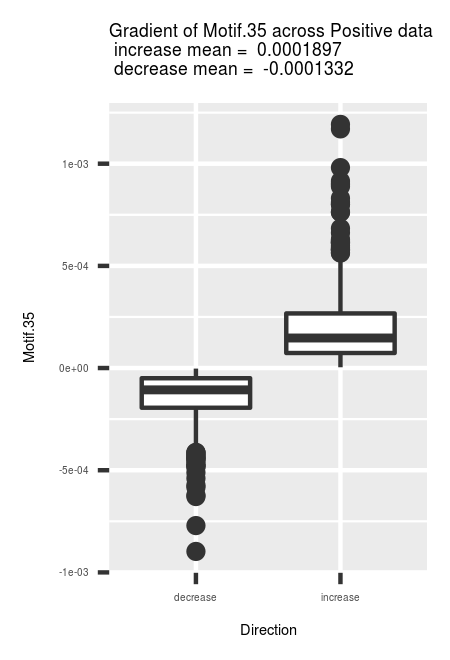 Gradient of Motif.35 across Positive data
increase mean =  0.0001897
decrease mean =  -0.0001332
1e-03
5e-04
0e+00
-5e-04
-1e-03
Motif.35
decrease increase
Direction